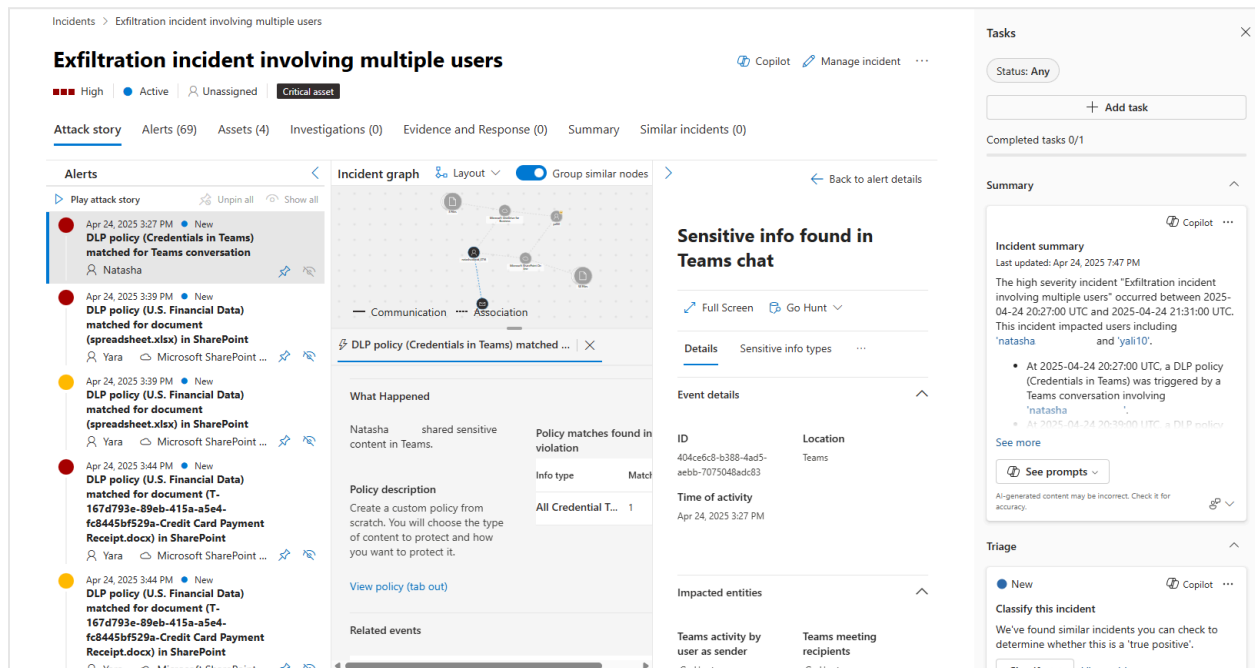 Incidents > Exfiltration incident involving multiple users
Exfiltration incident involving multiple users
Copilot Manage incident ...
High Active Unassigned Critical asset
Attack story Alerts (69) Assets (4) Investigations (0) Evidence and Response (0) Summary Similar incidents (0)
Alerts
Play attack story Unpin all Show all
Apr 24, 2025 3:27 PM New
DLP policy (Credentials in Teams)
matched for Teams conversation
Natasha
Apr 24, 2025 3:39 PM New
DLP policy (U.S. Financial Data)
matched for document
(spreadsheet.xlsx) in SharePoint
Yara Microsoft SharePoint ...
Apr 24, 2025 3:39 PM New
DLP policy (U.S. Financial Data)
matched for document
(spreadsheet.xlsx) in SharePoint
Yara Microsoft SharePoint ...
Apr 24, 2025 3:44 PM New
DLP policy (U.S. Financial Data)
matched for document (T-
167d793e-89eb-415a-a5e4-
fc8445bf529a-Credit Card Payment
Receipt.docx) in SharePoint
Yara Microsoft SharePoint ...
Apr 24, 2025 3:44 PM New
DLP policy (U.S. Financial Data)
matched for document (T-
167d793e-89eb-415a-a5e4-
fc8445bf529a-Credit Card Payment
Receipt.docx) in SharePoint
Incident graph Layout Group similar nodes
Communication Association
DLP policy (Credentials in Teams) matched ...
What Happened
Natasha shared sensitive
content in Teams.
Policy description
Create a custom policy from
scratch. You will choose the type
of content to protect and how
you want to protect it.
View policy (tab out)
Related events
Policy matches found in
violation
Info type Match
All Credential T... 1
Back to alert details
Sensitive info found in
Teams chat
Full Screen Go Hunt
Details Sensitive info types ...
Event details
ID
404ce6c8-b388-4ad5-
aebb-7075048adc83
Location
Teams
Time of activity
Apr 24, 2025 3:27 PM
Impacted entities
Teams activity by
user as sender
Teams meeting
recipients
Tasks
Status: Any
+ Add task
Completed tasks 0/1
Summary
Copilot ...
Incident summary
Last updated: Apr 24, 2025 7:47 PM
The high severity incident "Exfiltration incident
involving multiple users" occurred between 2025-
04-24 20:27:00 UTC and 2025-04-24 21:31:00 UTC.
This incident impacted users including
'natasha and 'yali10'.
• At 2025-04-24 20:27:00 UTC, a DLP policy
(Credentials in Teams) was triggered by a
Teams conversation involving
'natasha '.
• At 2025-04-24 20:39:00 UTC, a DLP policy
See more
See prompts
AI-generated content may be incorrect. Check it for
accuracy.
Triage
New Copilot ...
Classify this incident
We've found similar incidents you can check to
determine whether this is a 'true positive'.